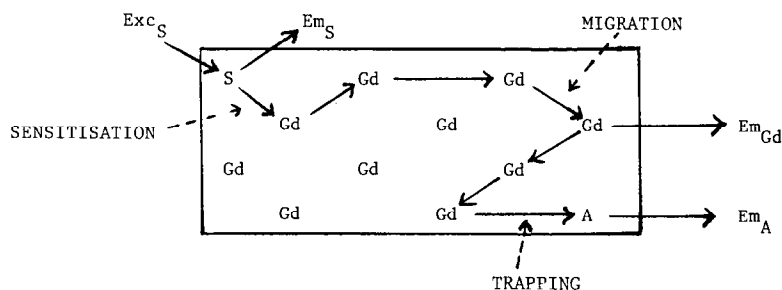 Exc_S Em_S MIGRATION
S Gd Gd
SENSITISATION Gd Gd Gd Em_Gd
Gd Gd Gd
Gd Gd A Em_A
TRAPPING